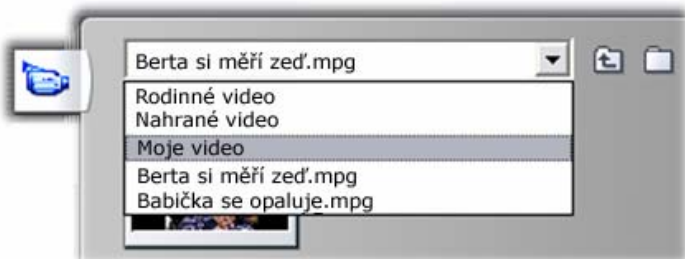 Berta si měří zeď.mpg
Rodinné video
Nahrané video
Moje video
Berta si měří zeď.mpg
Babička se opaluje.mpg